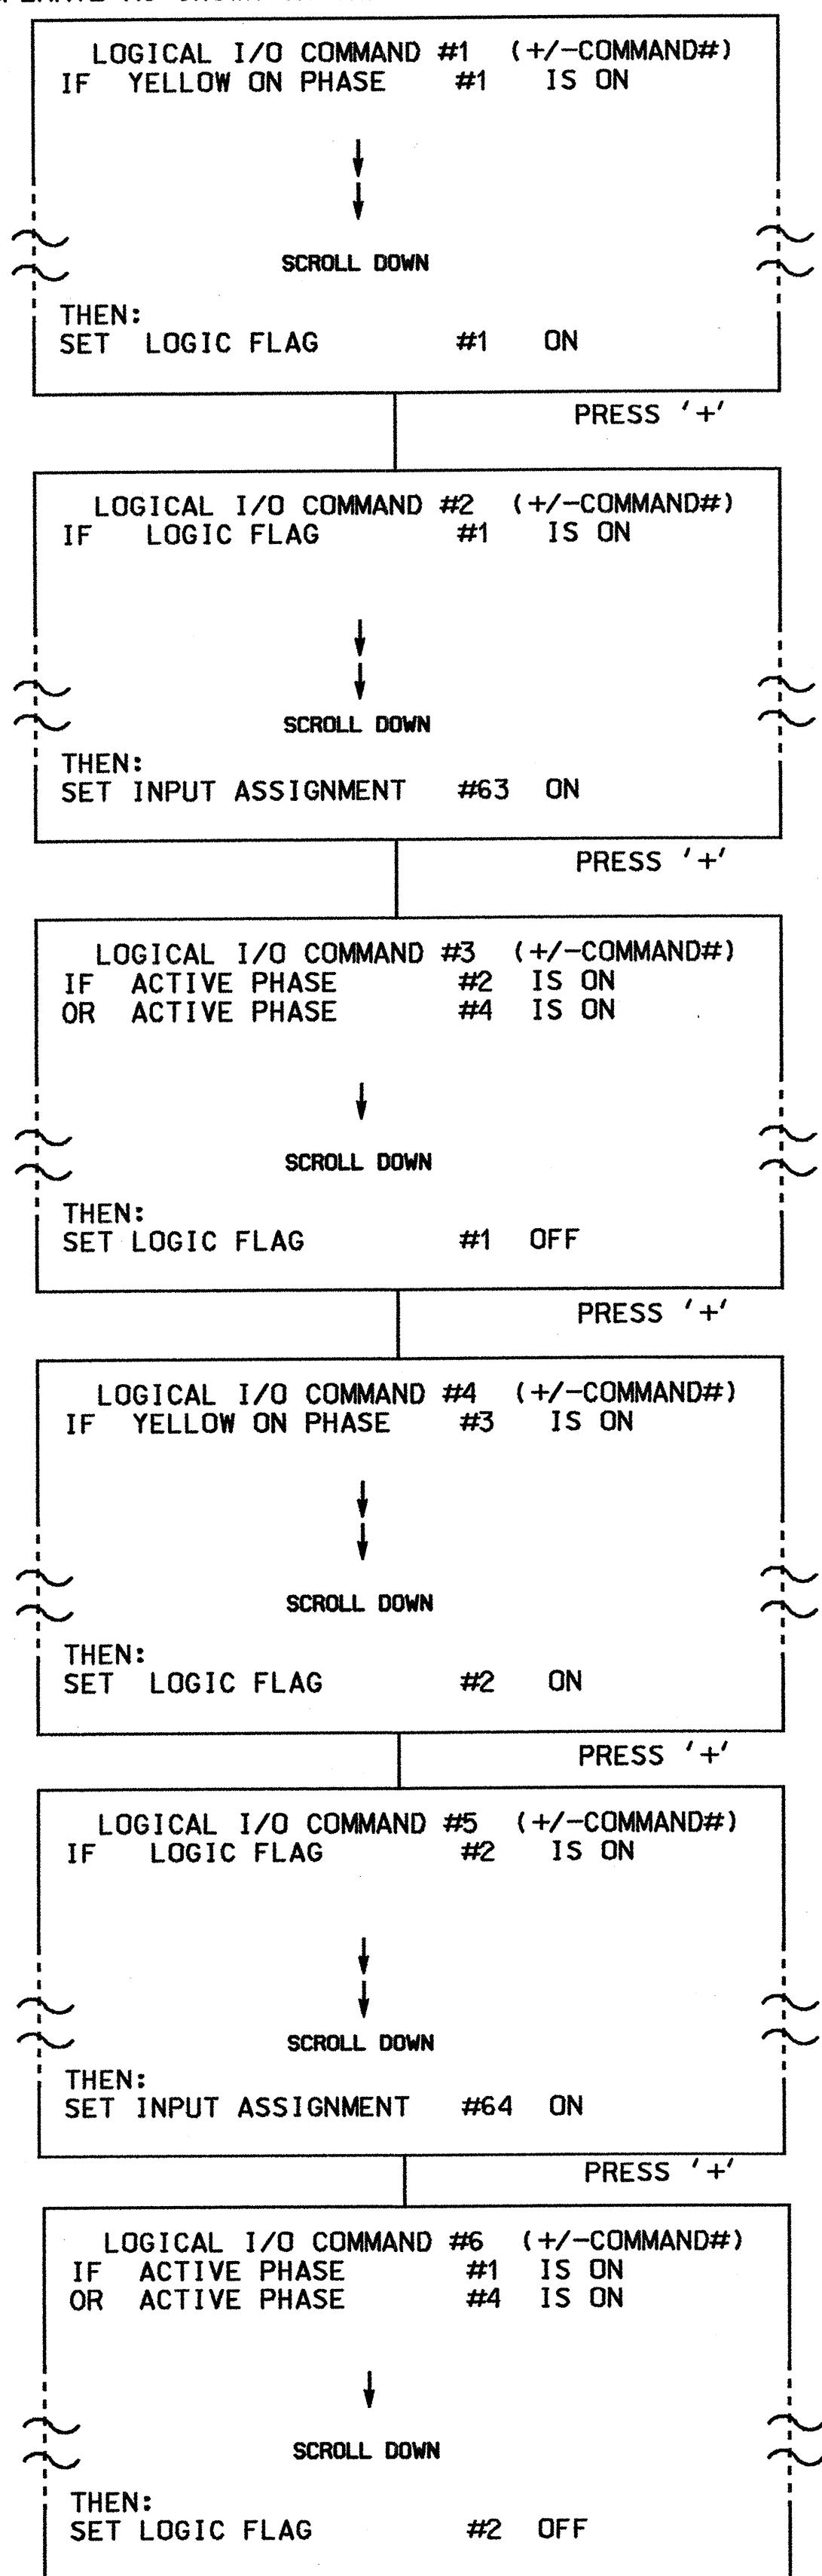 LOGICAL I/O COMMAND #1 (+/-COMMAND#)
IF YELLOW ON PHASE #1 IS ON
SCROLL DOWN
THEN:
SET LOGIC FLAG #1 ON
PRESS '+'
LOGICAL I/O COMMAND #2 (+/-COMMAND#)
IF LOGIC FLAG #1 IS ON
SCROLL DOWN
THEN:
SET INPUT ASSIGNMENT #63 ON
PRESS '+'
LOGICAL I/O COMMAND #3 (+/-COMMAND#)
IF ACTIVE PHASE #2 IS ON
OR ACTIVE PHASE #4 IS ON
SCROLL DOWN
THEN:
SET LOGIC FLAG #1 OFF
PRESS '+'
LOGICAL I/O COMMAND #4 (+/-COMMAND#)
IF YELLOW ON PHASE #3 IS ON
SCROLL DOWN
THEN:
SET LOGIC FLAG #2 ON
PRESS '+'
LOGICAL I/O COMMAND #5 (+/-COMMAND#)
IF LOGIC FLAG #2 IS ON
SCROLL DOWN
THEN:
SET INPUT ASSIGNMENT #64 ON
PRESS '+'
LOGICAL I/O COMMAND #6 (+/-COMMAND#)
IF ACTIVE PHASE #1 IS ON
OR ACTIVE PHASE #4 IS ON
SCROLL DOWN
THEN:
SET LOGIC FLAG #2 OFF